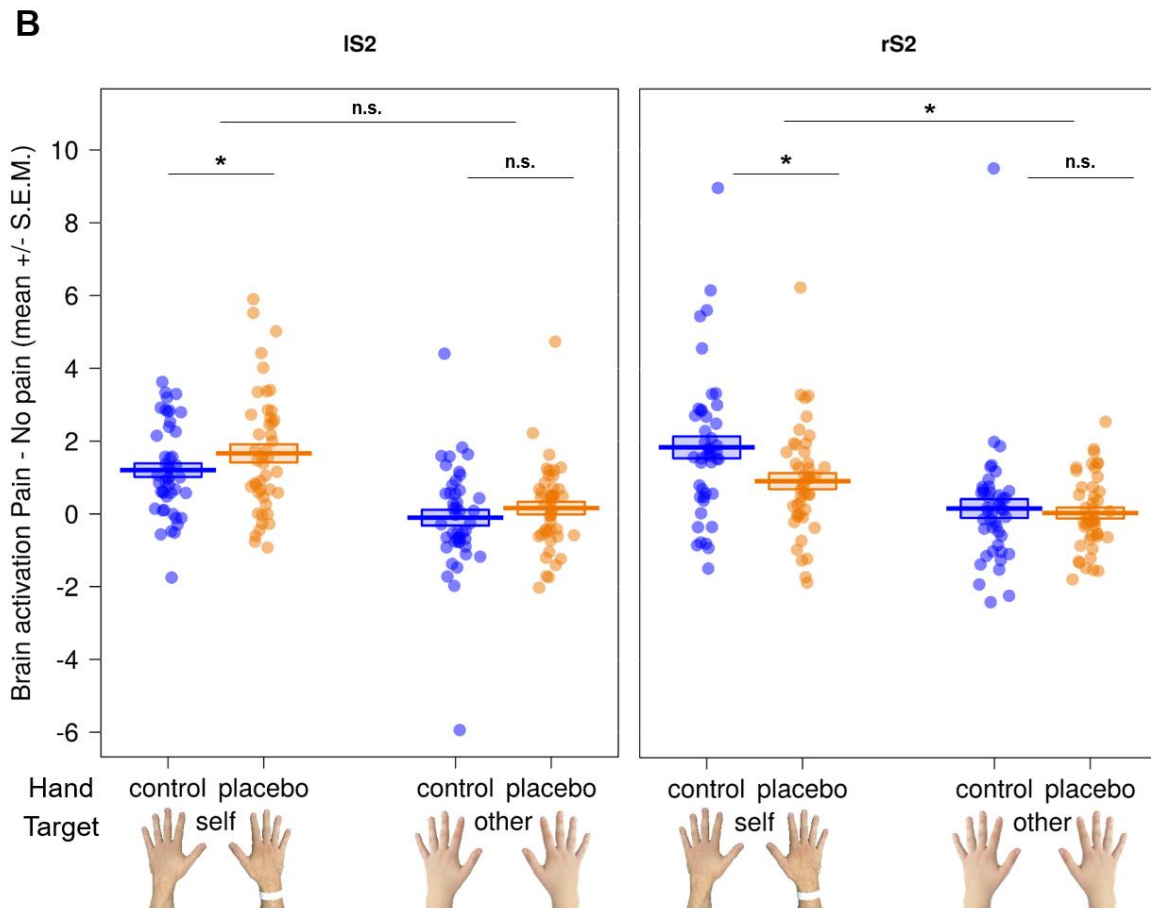 B
lS2
rS2
Brain activation Pain - No pain (mean +/- S.E.M.)
10
8
6
4
2
0
-2
-4
-6
n.s.
*
n.s.
*
*
n.s.
Hand
control placebo
control placebo
control placebo
control placebo
Target
self
other
self
other